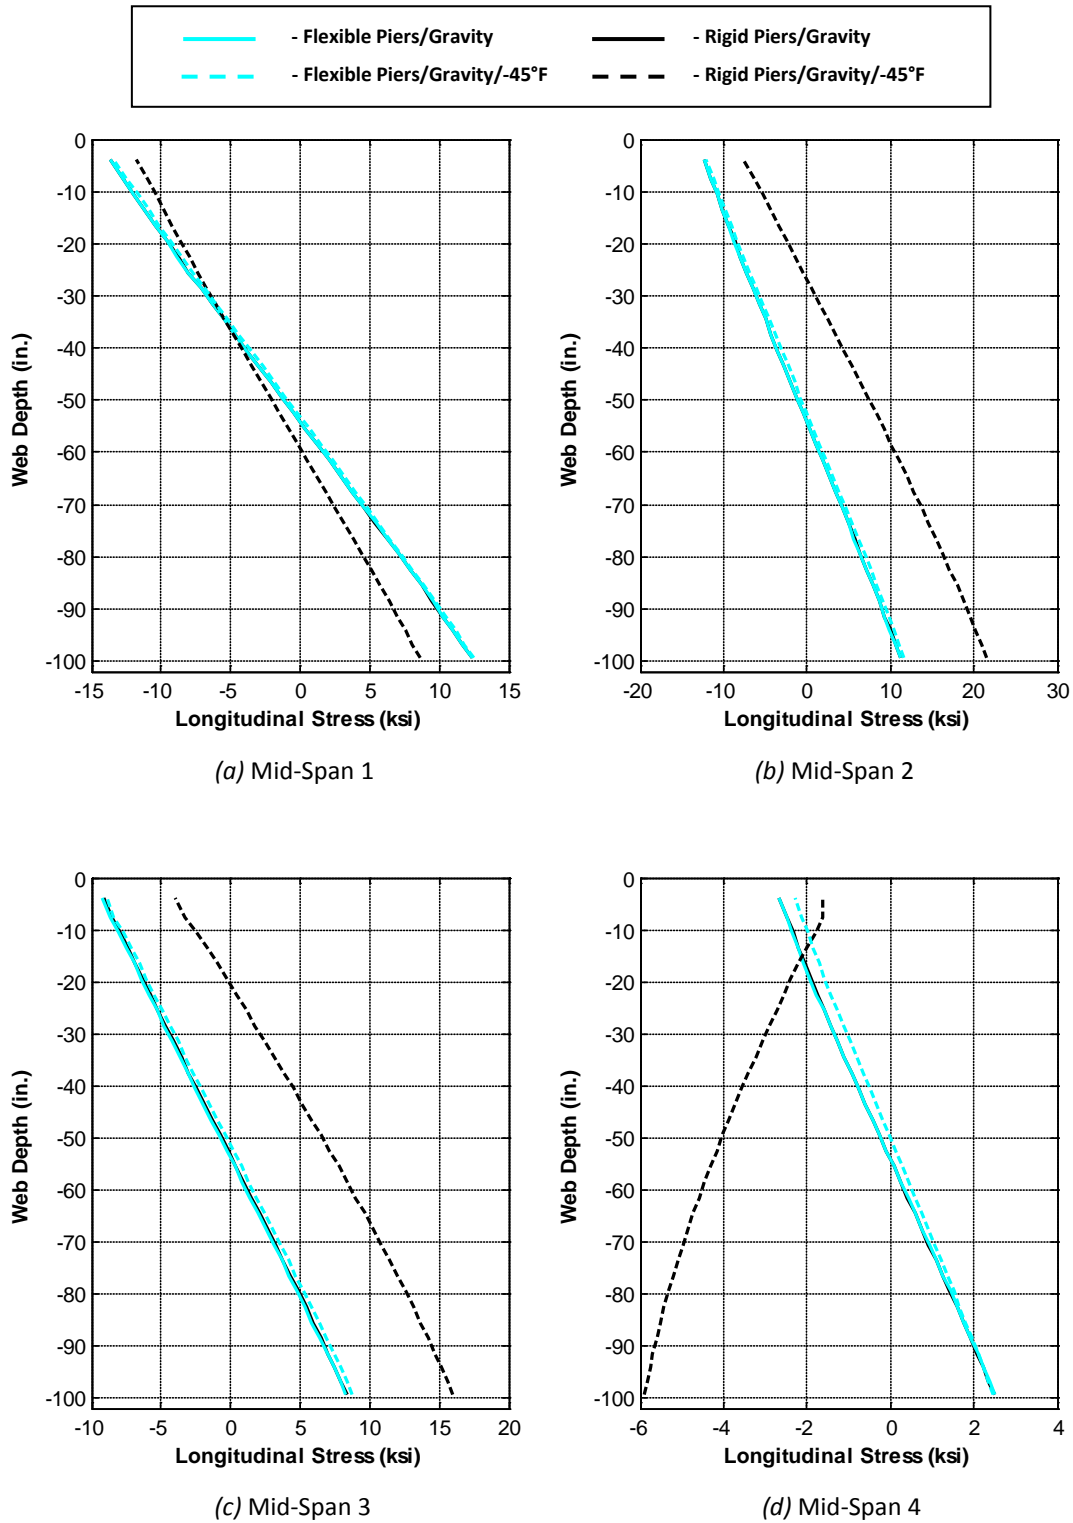 - Flexible Piers/Gravity - Rigid Piers/Gravity
- Flexible Piers/Gravity/-45°F - Rigid Piers/Gravity/-45°F
0
-10
-20
-30
-40
-50
-60
-70
-80
-90
-100
-15 -10 -5 0 5 10 15
Web Depth (in.)
Longitudinal Stress (ksi)
(a) Mid-Span 1
0
-10
-20
-30
-40
-50
-60
-70
-80
-90
-100
-20 -10 0 10 20 30
Web Depth (in.)
Longitudinal Stress (ksi)
(b) Mid-Span 2
0
-10
-20
-30
-40
-50
-60
-70
-80
-90
-100
-10 -5 0 5 10 15 20
Web Depth (in.)
Longitudinal Stress (ksi)
(c) Mid-Span 3
0
-10
-20
-30
-40
-50
-60
-70
-80
-90
-100
-6 -4 -2 0 2 4
Web Depth (in.)
Longitudinal Stress (ksi)
(d) Mid-Span 4